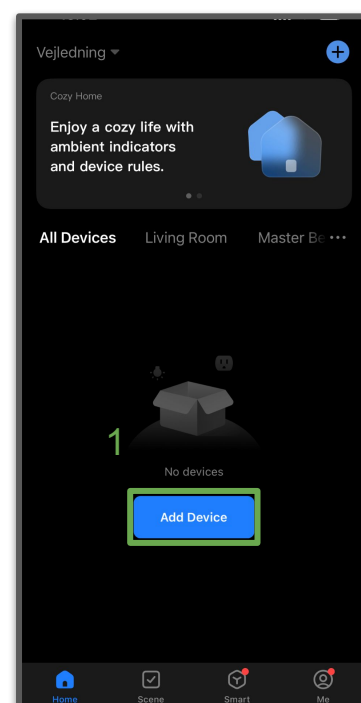 Vejledning
Cozy Home
Enjoy a cozy life with
ambient indicators
and device rules.
All Devices Living Room Master
1
No devices
Add Device
Home Scene Smart Me